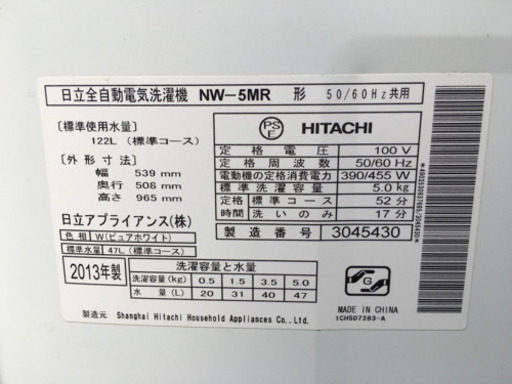 日立全自動電気洗濯機 NW-5MR 形 50/60Hz共用
[標準使用水量]
122L (標準コース)
[外形寸法]
幅 539 mm
奥行 508 mm
高さ 965 mm
日立アプライアンス(株)
色相 W(ピュアホワイト)
標準水量 47L(標準コース)
PSE HITACHI
定格電圧 100 V
定格周波数 50/60 Hz
電動機の定格消費電力 390/455 W
標準洗濯容量 5.0kg
定格 標準コース 52分
時間 洗いのみ 17分
製造番号 3045430
2013年製
洗濯容量と水量
洗濯容量(kg) 0.5 1.5 3.5 5.0
水量(L) 20 31 40 47
製造元 Shanghai Hitachi Household Appliances Co.,Ltd.
G
MADE IN CHINA
1CHSD7283-A